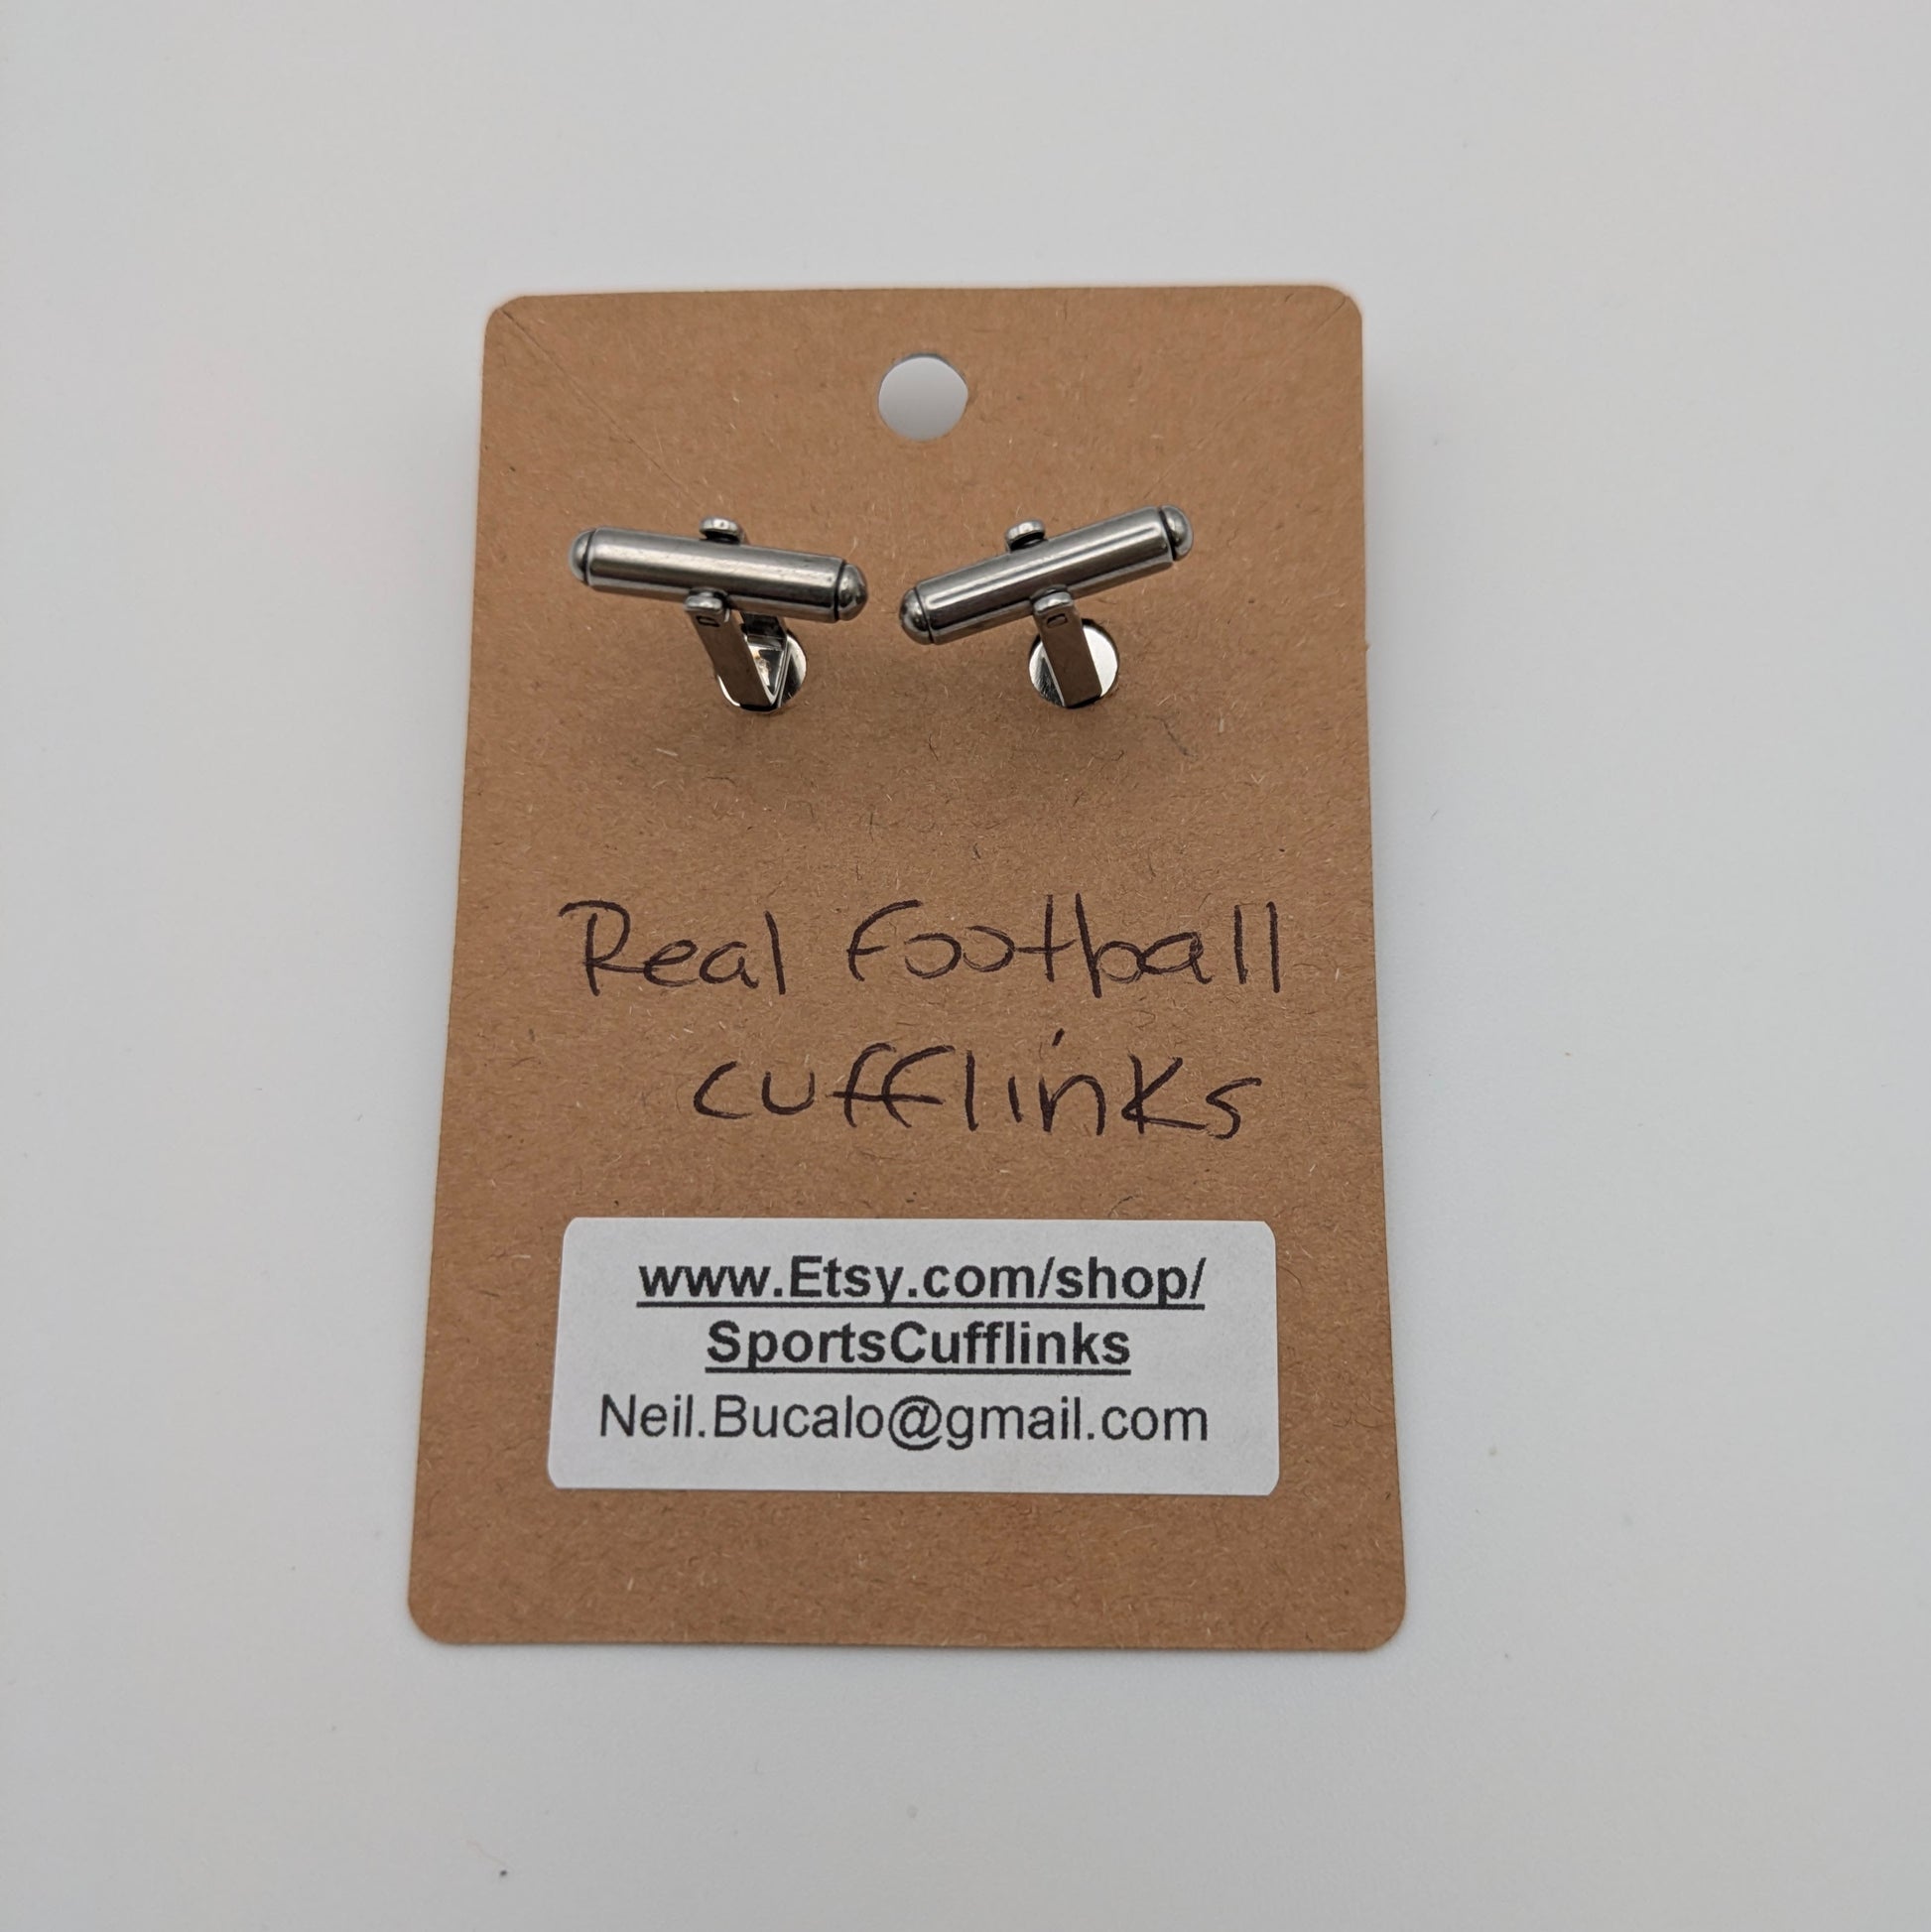 Real Football
cufflinks
www.Etsy.com/shop/
SportsCufflinks
Neil.Bucalo@gmail.com